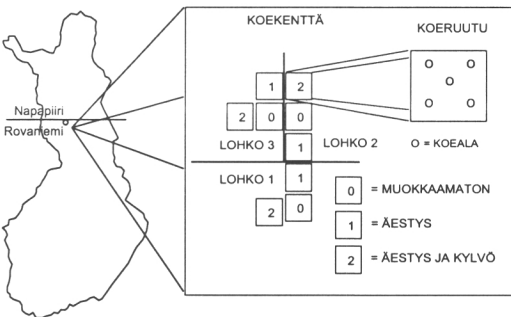 KOEKENTTÄ
KOERUUTU
Napapiiri
Rovaniemi
1 2
2 0 0
LOHKO 3 1 LOHKO 2
O = KOEALA
LOHKO 1 1
2 0
0 = MUOKKAAMATON
1 = ÄESTYS
2 = ÄESTYS JA KYLVÖ